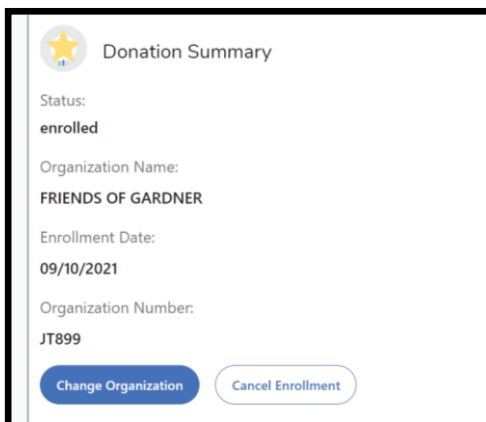 Donation Summary
Status:
enrolled
Organization Name:
FRIENDS OF GARDNER
Enrollment Date:
09/10/2021
Organization Number:
JT899
Change Organization Cancel Enrollment